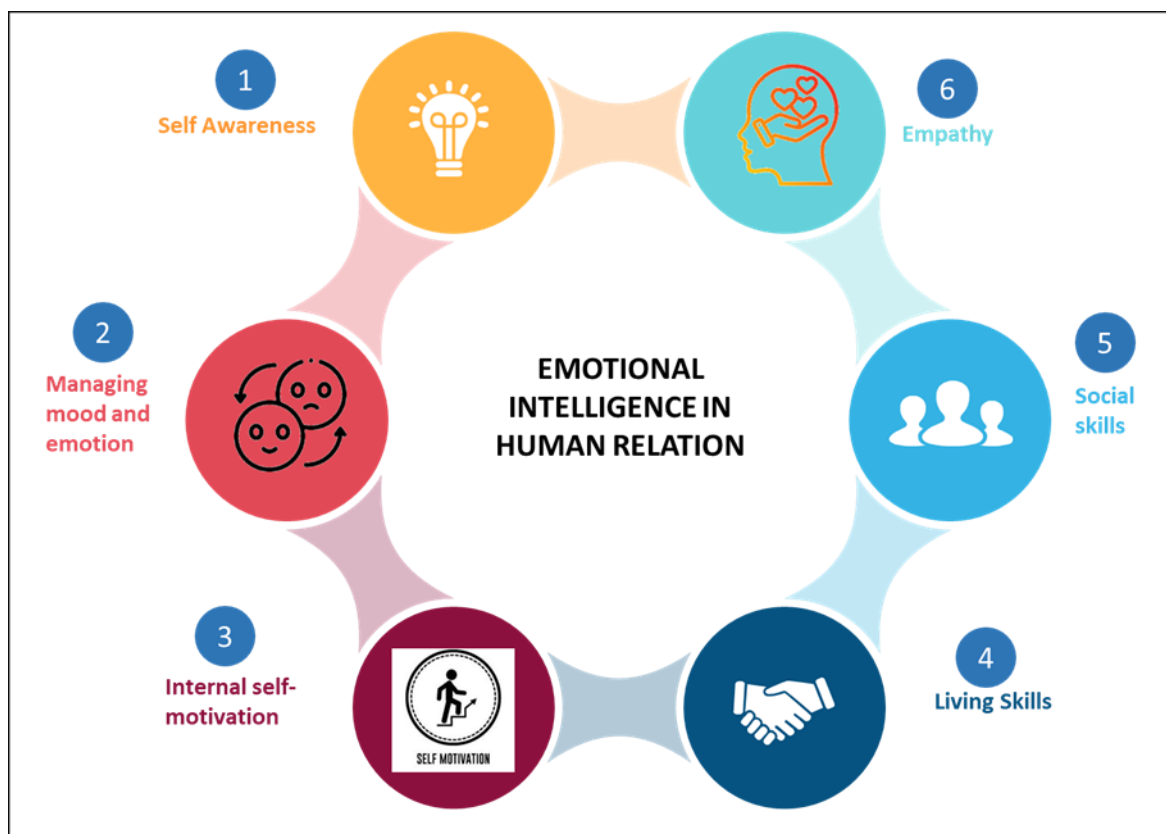 1
Self Awareness
6
Empathy
2
Managing
mood and
emotion
EMOTIONAL
INTELLIGENCE IN
HUMAN RELATION
5
Social
skills
3
Internal self-
motivation
SELF MOTIVATION
4
Living Skills